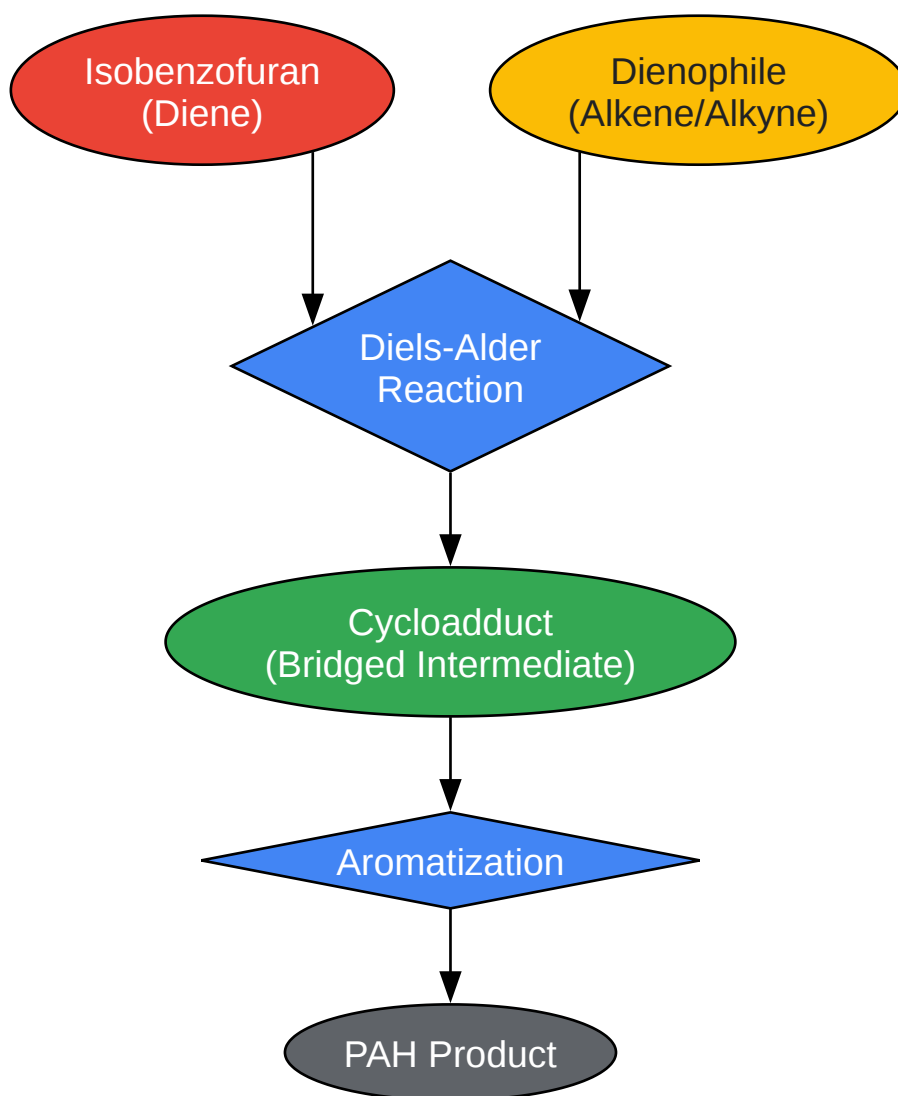 Isobenzofuran
(Diene)
Dienophile
(Alkene/Alkyne)
Diels-Alder
Reaction
Cycloadduct
(Bridged Intermediate)
Aromatization
PAH Product